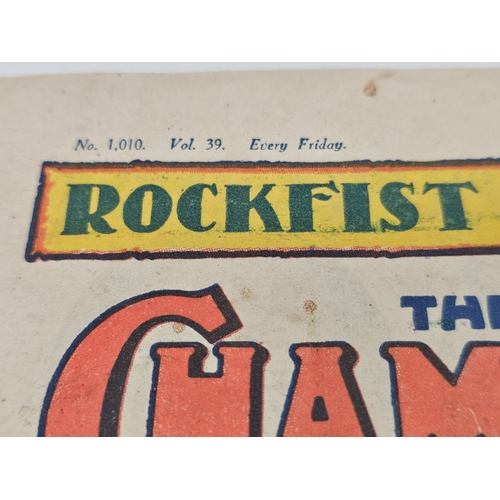 No. 1,010. Vol. 39. Every Friday.
ROCKFIST
THE
CHAM